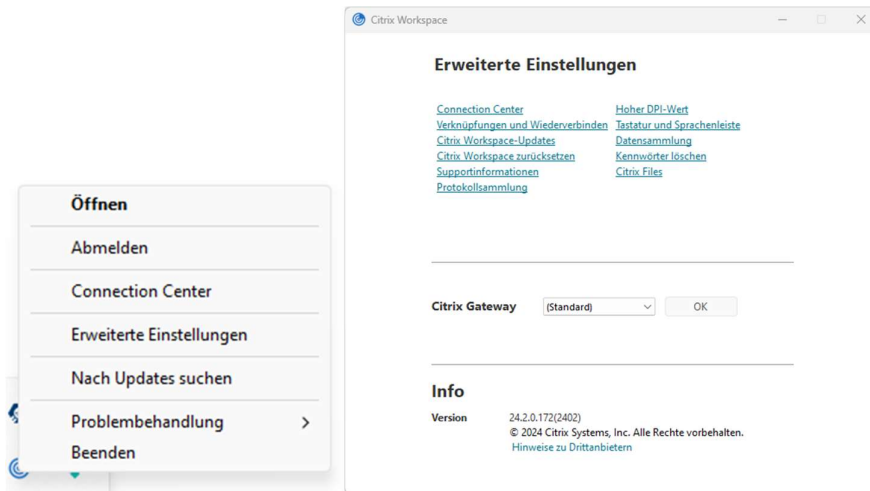 Öffnen
Abmelden
Connection Center
Erweiterte Einstellungen
Nach Updates suchen
Problembehandlung
Beenden
Citrix Workspace
Erweiterte Einstellungen
Connection Center
Verknüpfungen und Wiederverbinden
Citrix Workspace-Updates
Citrix Workspace zurücksetzen
Supportinformationen
Protokollsammlung
Hoher DPI-Wert
Tastatur und Sprachenleiste
Datensammlung
Kennwörter löschen
Citrix Files
Citrix Gateway (Standard) OK
Info
Version 24.2.0.172(2402)
© 2024 Citrix Systems, Inc. Alle Rechte vorbehalten.
Hinweise zu Drittanbietern